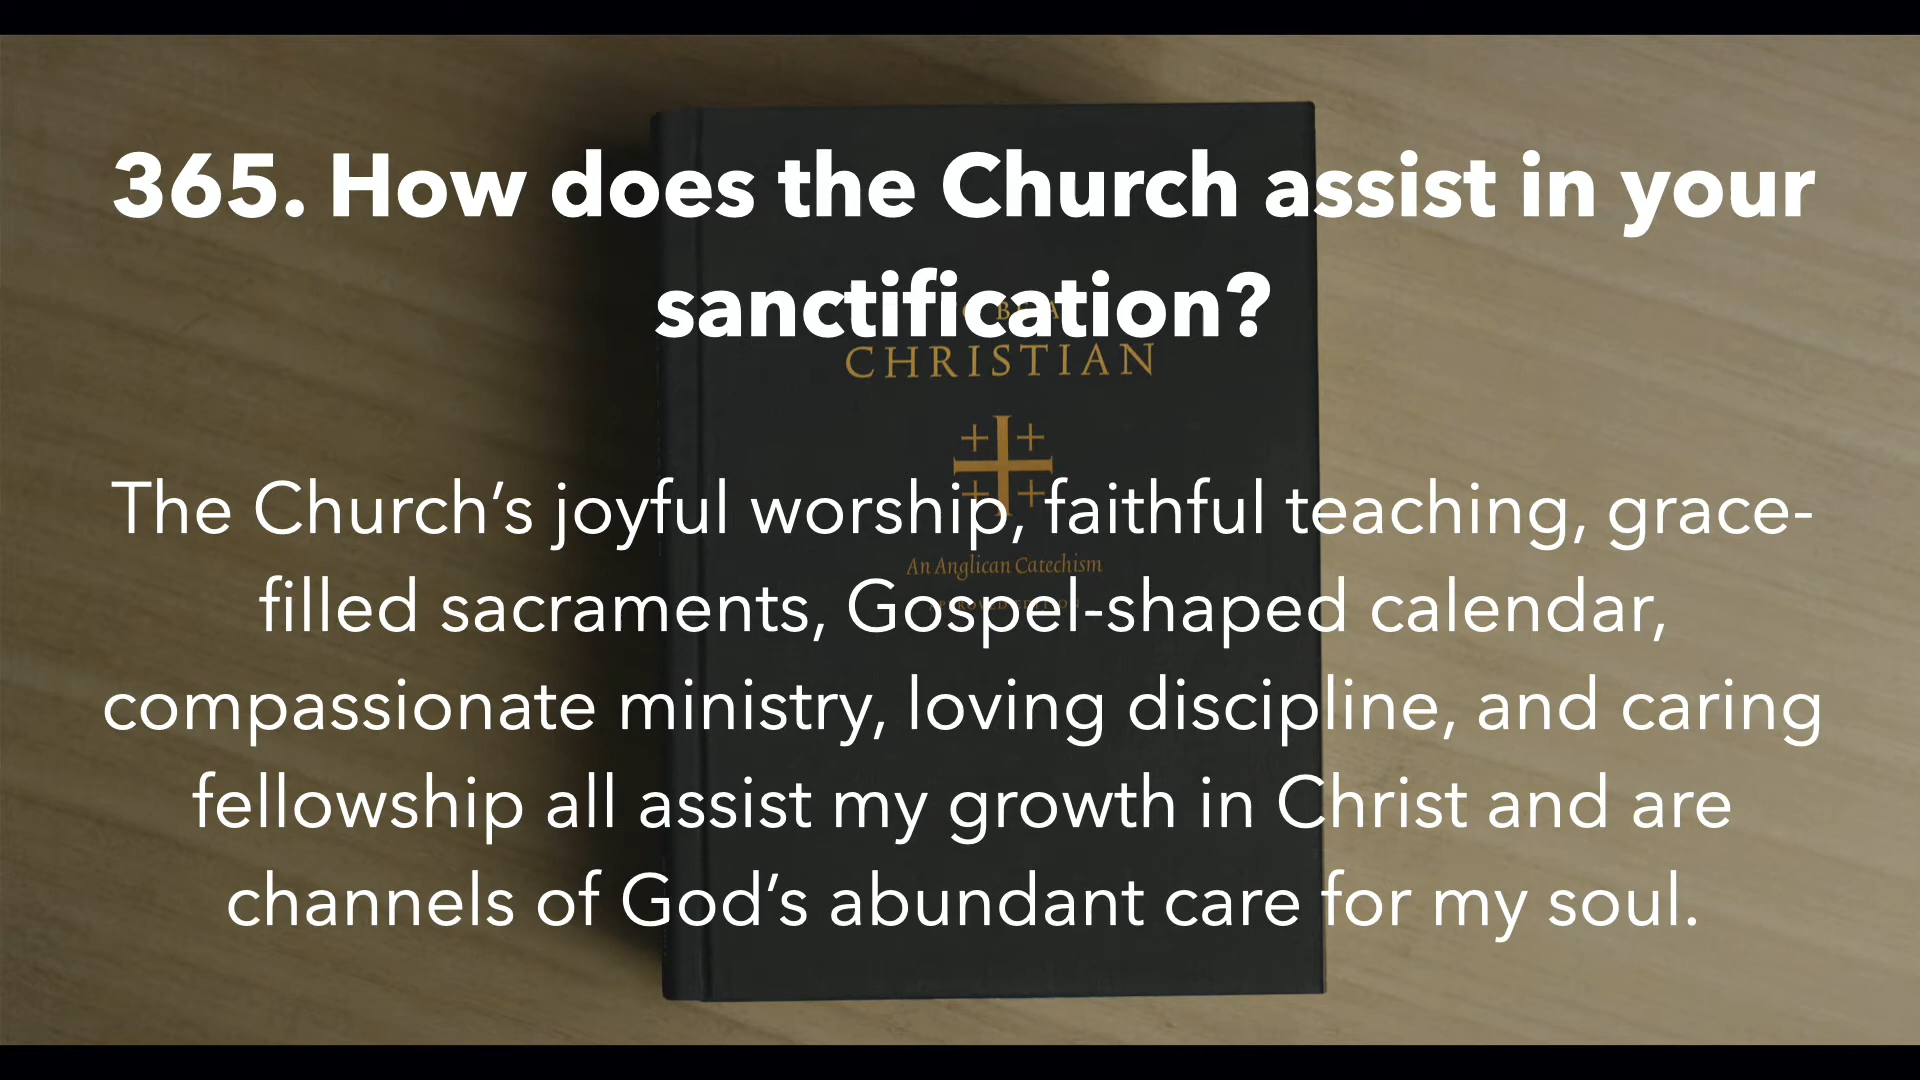 365. How does the Church assist in your
sanctification?
CHRISTIAN
The Church’s joyful worship, faithful teaching, grace-
An Anglican Catechism
filled sacraments, Gospel-shaped calendar,
compassionate ministry, loving discipline, and caring
fellowship all assist my growth in Christ and are
channels of God’s abundant care for my soul.